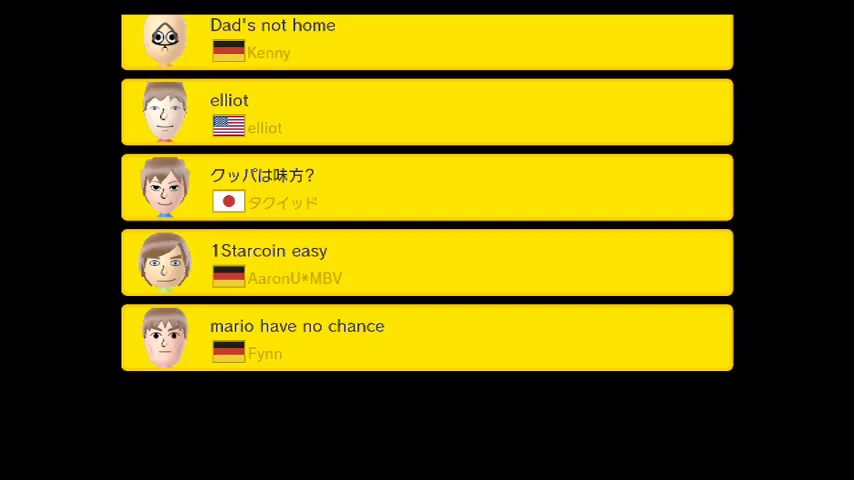 Dad's not home
Kenny
elliot
elliot
クッパは味方?
タクイッド
1Starcoin easy
AaronU*MBV
mario have no chance
Fynn